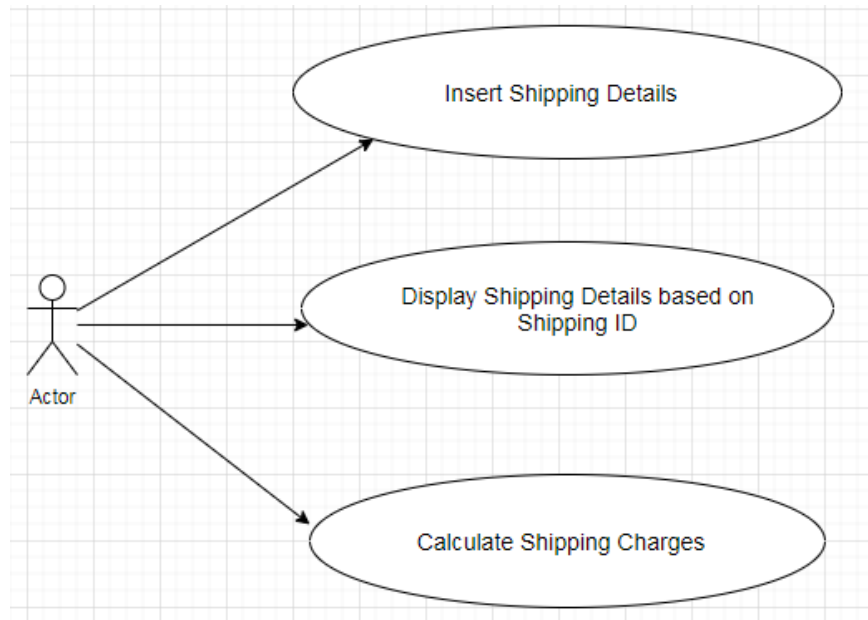 Insert Shipping Details
Display Shipping Details based on
Shipping ID
Actor
Calculate Shipping Charges